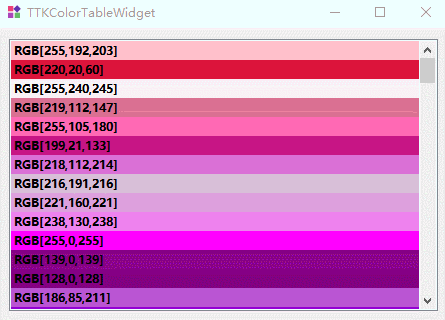 TTKColorTableWidget
RGB[255,192,203]
RGB[220,20,60]
RGB[255,240,245]
RGB[219,112,147]
RGB[255,105,180]
RGB[199,21,133]
RGB[218,112,214]
RGB[216,191,216]
RGB[221,160,221]
RGB[238,130,238]
RGB[255,0,255]
RGB[139,0,139]
RGB[128,0,128]
RGB[186,85,211]